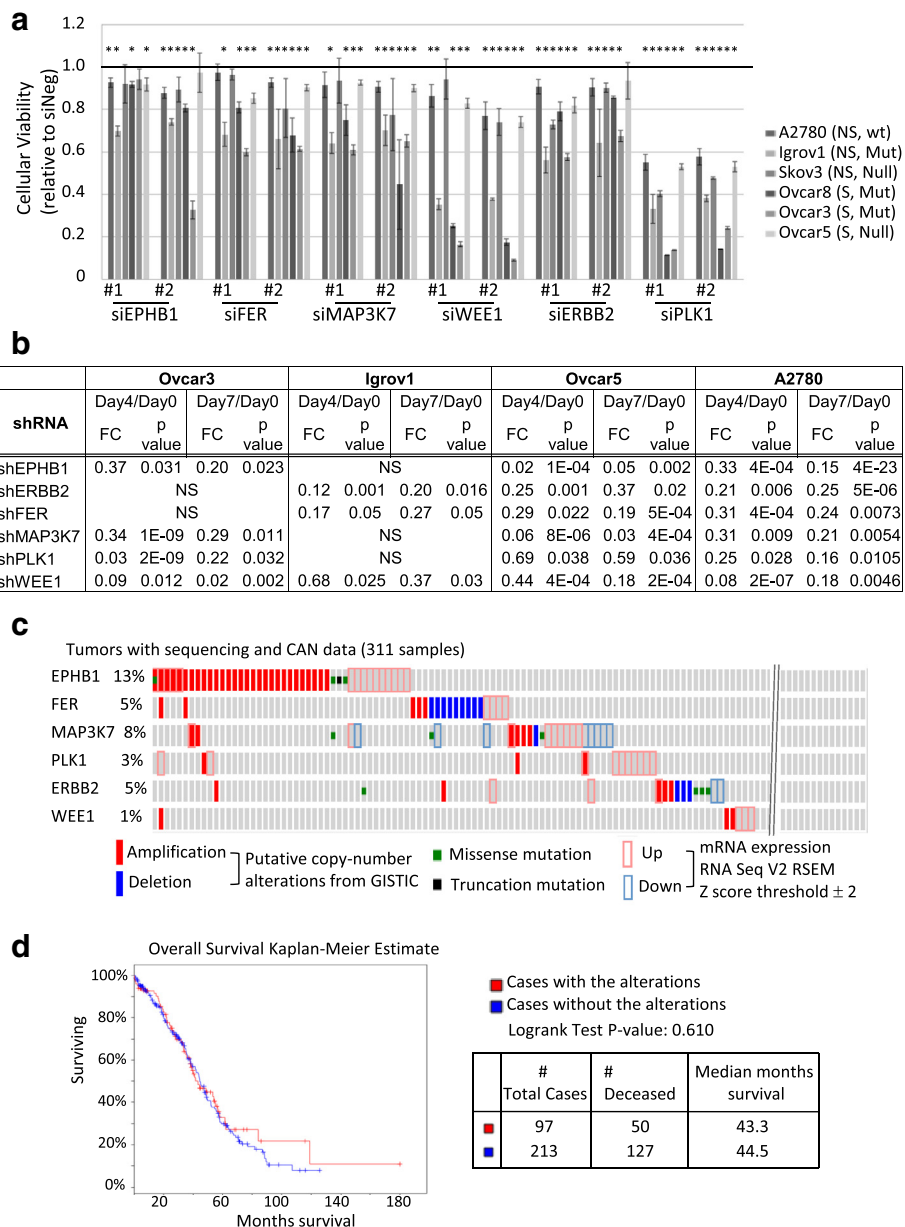 a
1.2
1.0
0.8
0.6
0.4
0.2
0
Cellular Viability
(relative to siNeg)
** * * ***** * *** ****** * *** ****** ** *** ****** ****** ***** ****** ******
#1 #2 #1 #2 #1 #2 #1 #2 #1 #2 #1 #2
siEPHB1 siFER siMAP3K7 siWEE1 siERBB2 siPLK1
A2780 (NS, wt)
Igrov1 (NS, Mut)
Skov3 (NS, Null)
Ovcar8 (S, Mut)
Ovcar3 (S, Mut)
Ovcar5 (S, Null)
b
Ovcar3 Igrov1 Ovcar5 A2780
shRNA Day4/Day0 Day7/Day0 Day4/Day0 Day7/Day0 Day4/Day0 Day7/Day0 Day4/Day0 Day7/Day0
FC p value FC p value FC p value FC p value FC p value FC p value FC p value FC p value
shEPHB1 0.37 0.031 0.20 0.023 NS 0.02 1E-04 0.05 0.002 0.33 4E-04 0.15 4E-23
shERBB2 NS 0.12 0.001 0.20 0.016 0.25 0.001 0.37 0.02 0.21 0.006 0.25 5E-06
shFER NS 0.17 0.05 0.27 0.05 0.29 0.022 0.19 5E-04 0.31 4E-04 0.24 0.0073
shMAP3K7 0.34 1E-09 0.29 0.011 NS 0.06 8E-06 0.03 4E-04 0.31 0.009 0.21 0.0054
shPLK1 0.03 2E-09 0.22 0.032 NS 0.69 0.038 0.59 0.036 0.25 0.028 0.16 0.0105
shWEE1 0.09 0.012 0.02 0.002 0.68 0.025 0.37 0.03 0.44 4E-04 0.18 2E-04 0.08 2E-07 0.18 0.0046
c
Tumors with sequencing and CAN data (311 samples)
EPHB1 13%
FER 5%
MAP3K7 8%
PLK1 3%
ERBB2 5%
WEE1 1%
Amplification
Deletion
Putative copy-number
alterations from GISTIC
Missense mutation
Truncation mutation
Up
Down
mRNA expression
RNA Seq V2 RSEM
Z score threshold ± 2
d
Overall Survival Kaplan-Meier Estimate
100%
80%
60%
40%
20%
0%
Surviving
20 60 100 140 180
Months survival
Cases with the alterations
Cases without the alterations
Logrank Test P-value: 0.610
# Total Cases # Deceased Median months survival
97 50 43.3
213 127 44.5